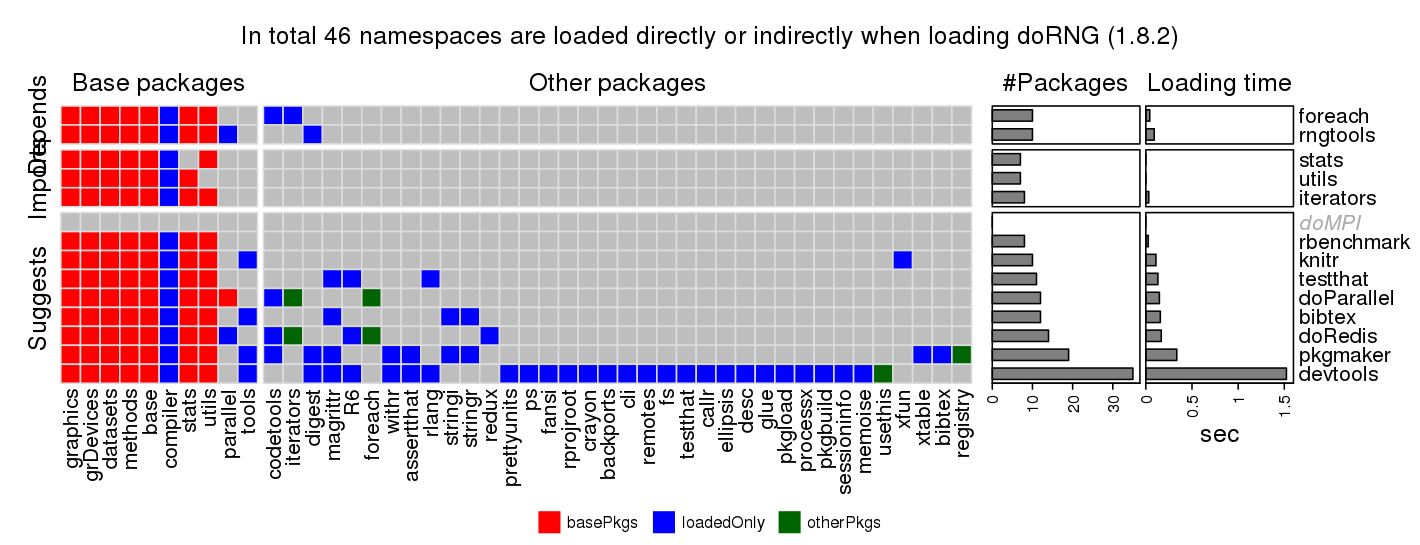 In total 46 namespaces are loaded directly or indirectly when loading doRNG (1.8.2)
Base packages
Other packages
#Packages
Loading time
Depends
Imports
Suggests
foreach
rngtools
stats
utils
iterators
doMPI
rbenchmark
knitr
testthat
doParallel
bibtex
doRedis
pkgmaker
devtools
graphics
grDevices
datasets
methods
base
compiler
stats
utils
parallel
tools
codetools
iterators
digest
magrittr
R6
foreach
withr
assertthat
rlang
stringi
stringr
redux
prettyunits
ps
fansi
rprojroot
crayon
backports
cli
remotes
fs
testthat
callr
ellipsis
desc
glue
pkgload
processx
pkgbuild
sessioninfo
memoise
usethis
xfun
xtable
bibtex
registry
0 10 20 30
0 0.5 1 1.5
sec
basePkgs
loadedOnly
otherPkgs